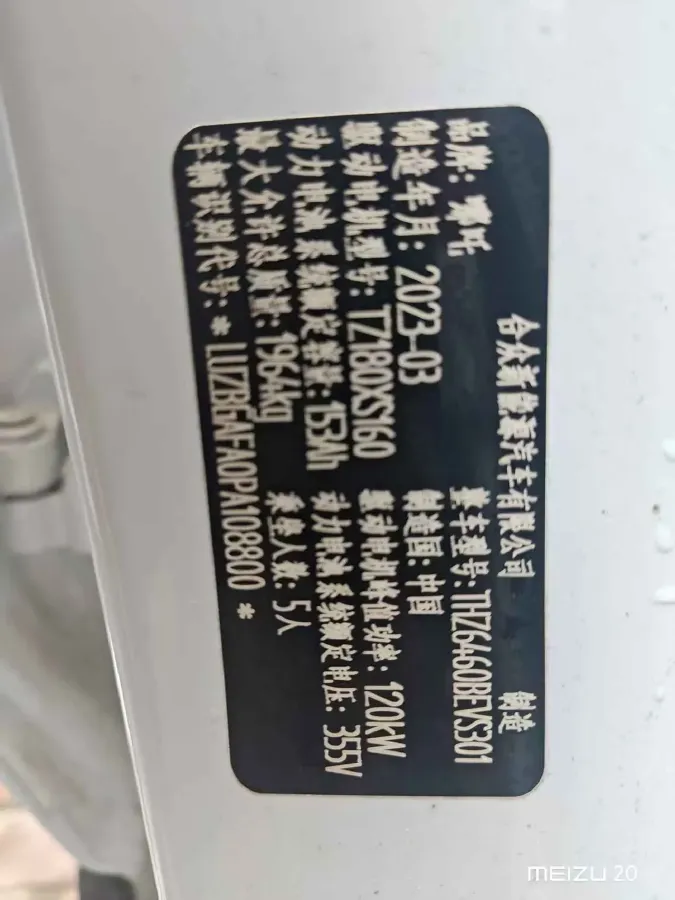 合众新能源汽车有限公司 制造
品牌：哪吒 整车型号：THZ6460BEVS301
制造年月：2023-03 制造国：中国
驱动电机型号：TZ180XS160 驱动电机峰值功率：120kW
动力电池系统额定容量：153Ah 动力电池系统额定电压：355V
最大允许总质量：1964kg 乘坐人数：5人
车辆识别代号：* LUZBGAFA0PA108800 *
MEIZU 20